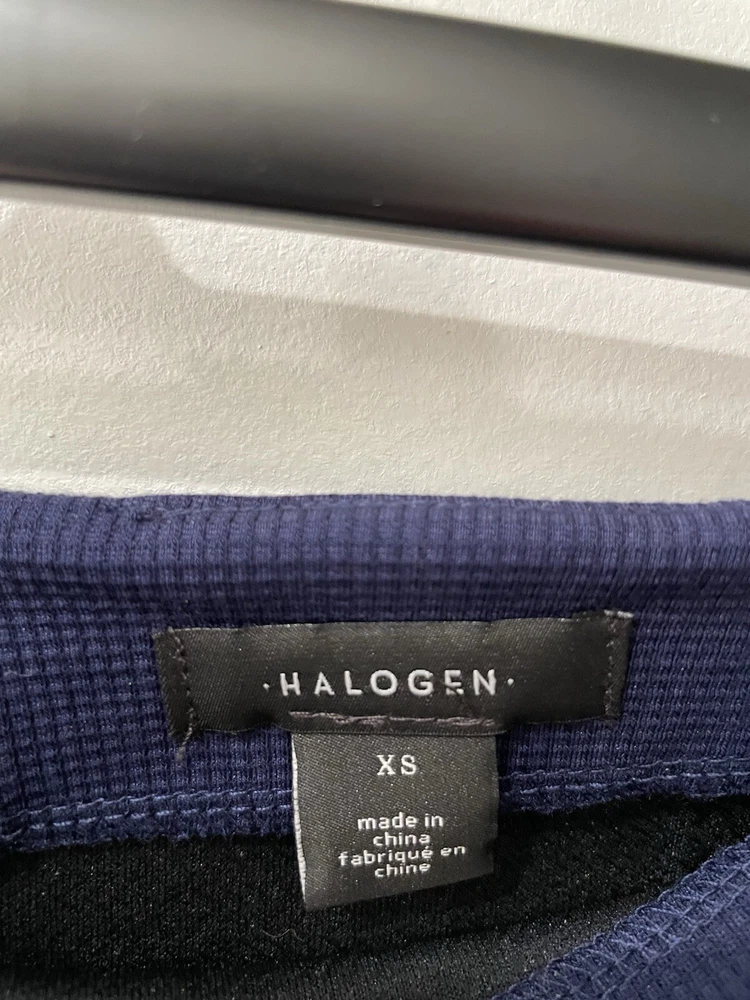 ·HALOGEN·
XS
made in
china
fabriqué en
chine